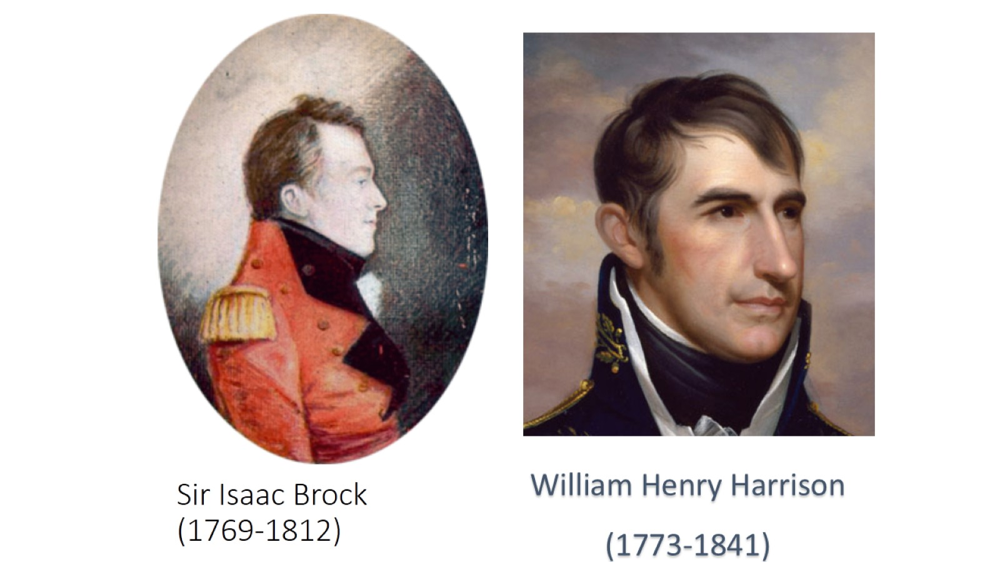 Sir Isaac Brock
(1769-1812)
William Henry Harrison
(1773-1841)